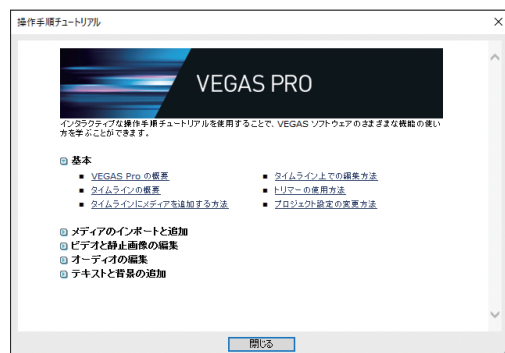 操作手順チュートリアル
VEGAS PRO
インタラクティブな操作手順チュートリアルを使用することで、VEGAS ソフトウェアのさまざまな機能の使い
方を学ぶことができます。
基本
VEGAS Pro の概要
タイムラインの概要
タイムラインにメディアを追加する方法
タイムライン上での編集方法
トリマーの使用方法
プロジェクト設定の変更方法
メディアのインポートと追加
ビデオと静止画像の編集
オーディオの編集
テキストと背景の追加
閉じる